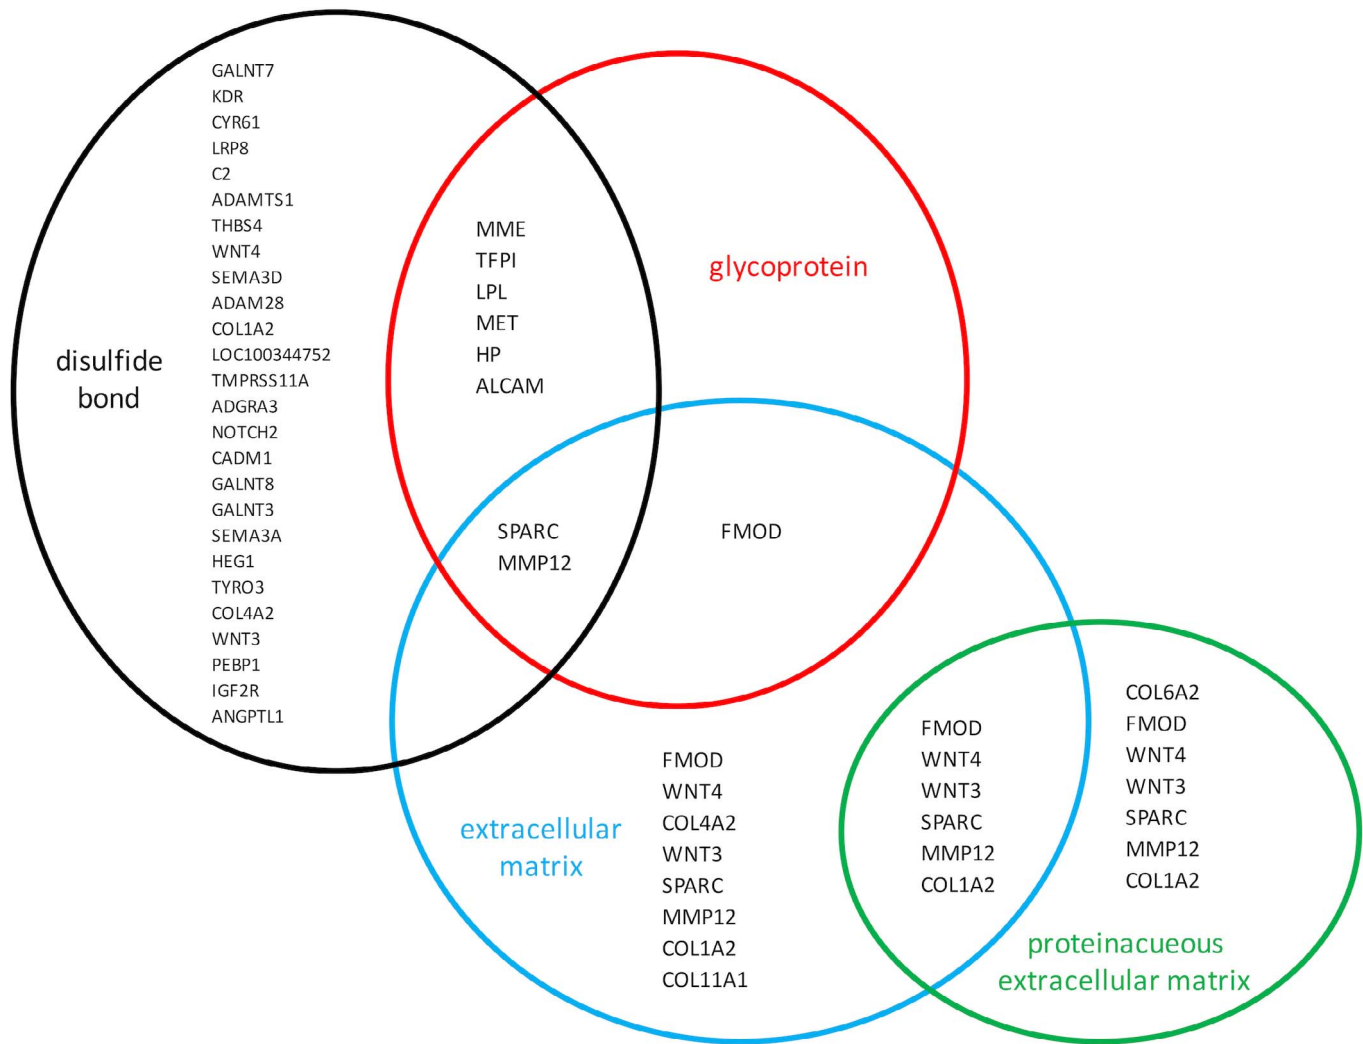 GALNT7
KDR
CYR61
LRP8
C2
ADAMTS1
THBS4
WNT4
SEMA3D
ADAM28
COL1A2
LOC100344752
TMPRSS11A
ADGRA3
NOTCH2
CADM1
GALNT8
GALNT3
SEMA3A
HEG1
TYRO3
COL4A2
WNT3
PEBP1
IGF2R
ANGPTL1
disulfide
bond
MME
TFPI
LPL
MET
HP
ALCAM
glycoprotein
SPARC
MMP12
FMOD
extracellular
matrix
FMOD
WNT4
COL4A2
WNT3
SPARC
MMP12
COL1A2
COL11A1
FMOD
WNT4
WNT3
SPARC
MMP12
COL1A2
COL6A2
FMOD
WNT4
WNT3
SPARC
MMP12
COL1A2
proteinacueous
extracellular matrix